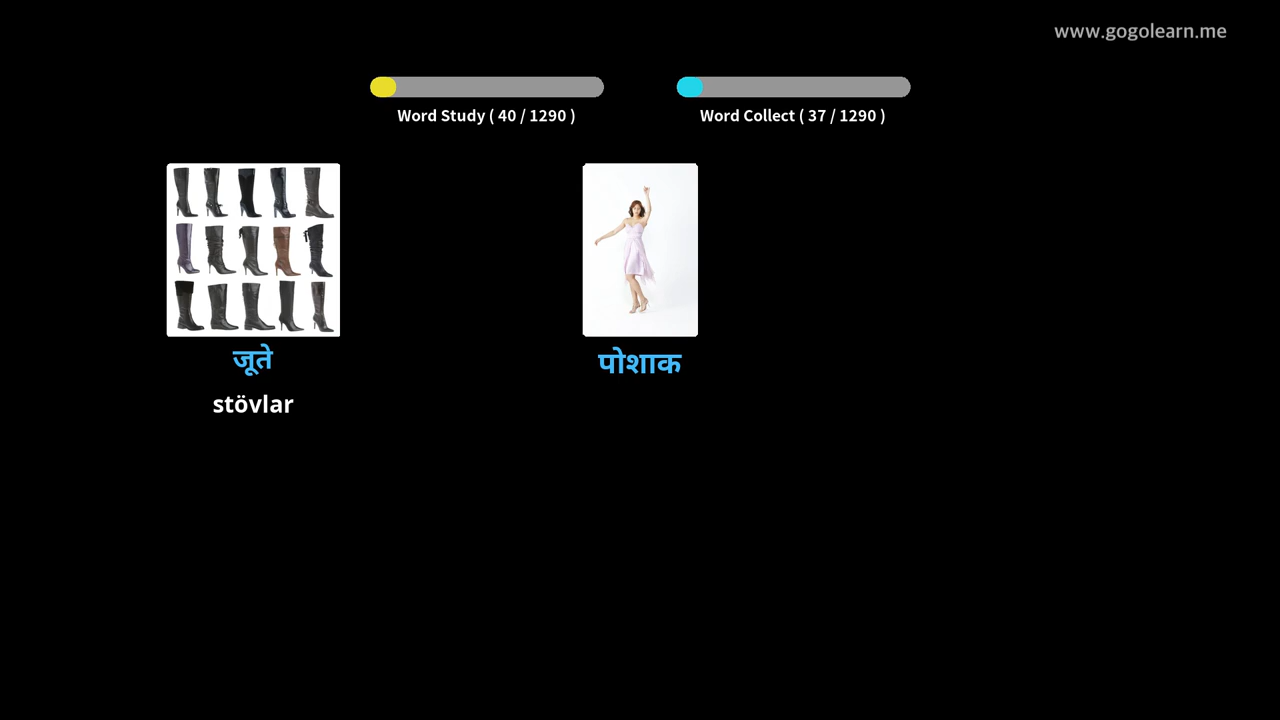 www.gogolearn.me
Word Study ( 40 / 1290 )
Word Collect ( 37 / 1290 )
जूते
stövlar
पोशाक